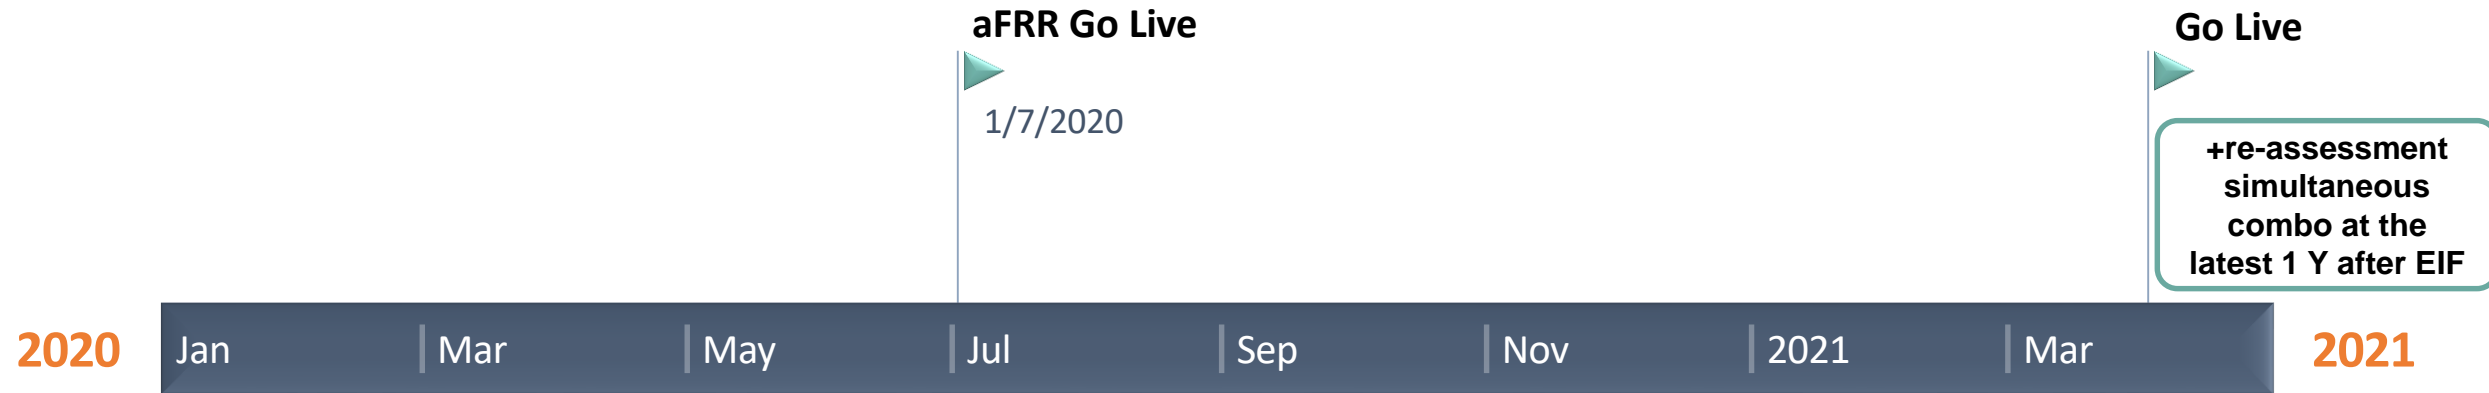 aFRR Go Live
Go Live
1/7/2020
+re-assessment
simultaneous
combo at the
latest 1 Y after EIF
2020 Jan Mar May Jul Sep Nov 2021 Mar 2021